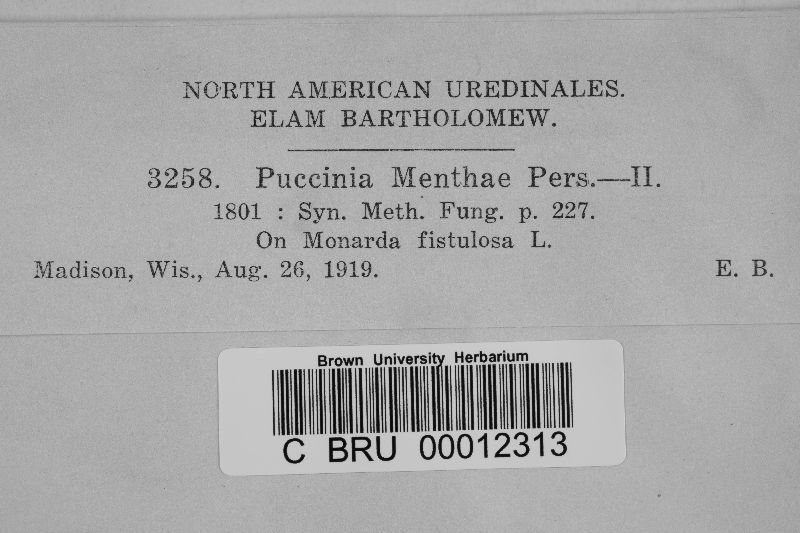 NORTH AMERICAN UREDINALES.
ELAM BARTHOLOMEW.
3258. Puccinia Menthae Pers.—II.
1801 : Syn. Meth. Fung. p. 227.
On Monarda fistulosa L.
Madison, Wis., Aug. 26, 1919. E. B.
Brown University Herbarium
C BRU 00012313